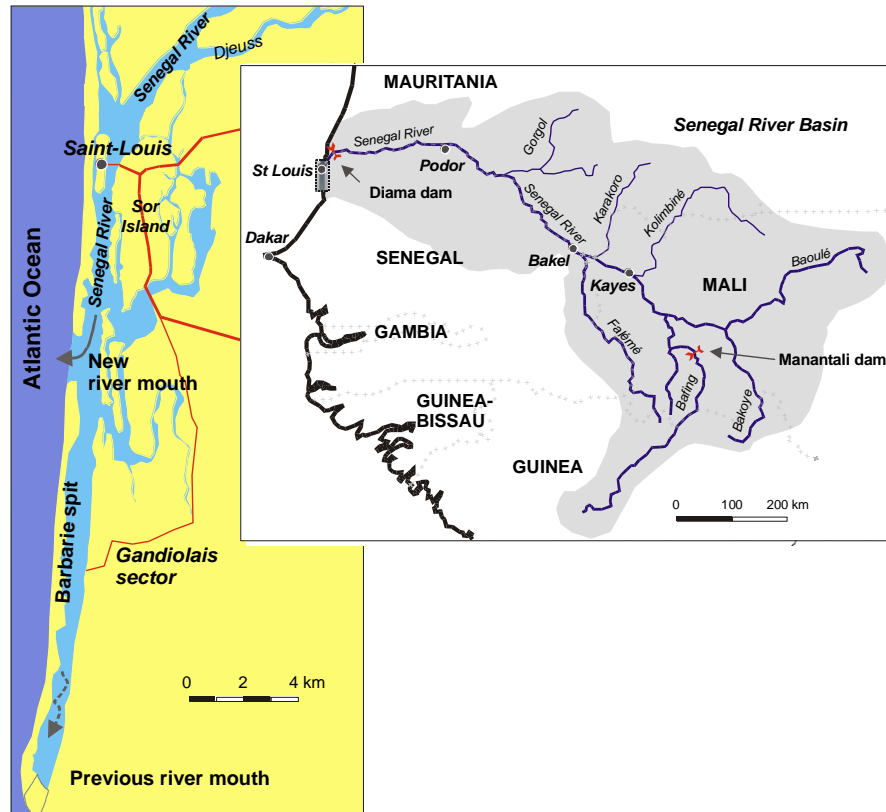 Senegal River
Djeuss
Saint-Louis
Sor
Island
Senegal River
Atlantic Ocean
New
river mouth
Barbarie spit
Gandiolais
sector
0 2 4 km
Previous river mouth
MAURITANIA
Senegal River Basin
Senegal River
Gorgol
St Louis
Podor
Diama dam
Karakoro
Kolimbiné
Senegal River
Dakar
SENEGAL
Bakel
Kayes
MALI
Baoulé
GAMBIA
Falémé
Manantali dam
Bafing
Bakoye
GUINEA-
BISSAU
GUINEA
0 100 200 km